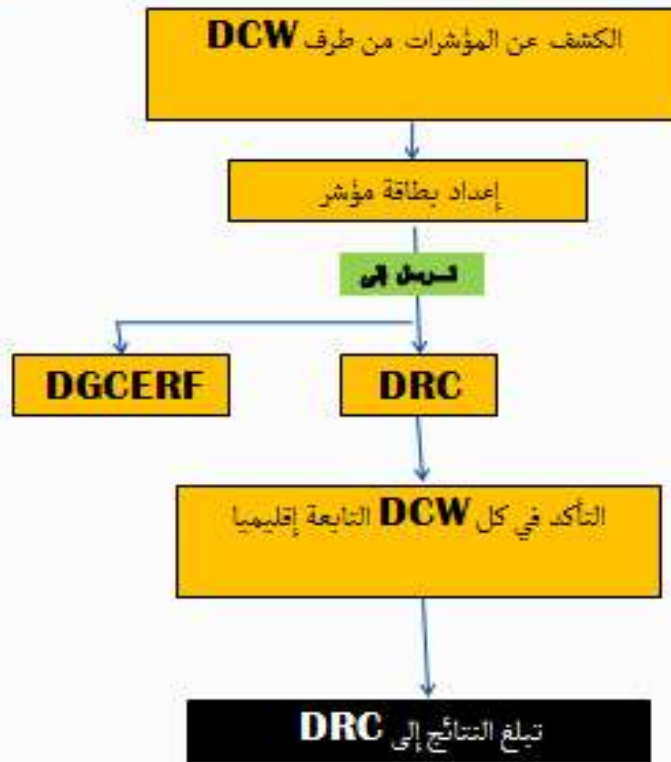 الكشف عن المؤشرات من طرف DCW
إعداد بطاقة مؤشر
ترسل إلى
DGCERF
DRC
التأكد في كل DCW التابعة إقليميا
تبلغ النتائج إلى DRC